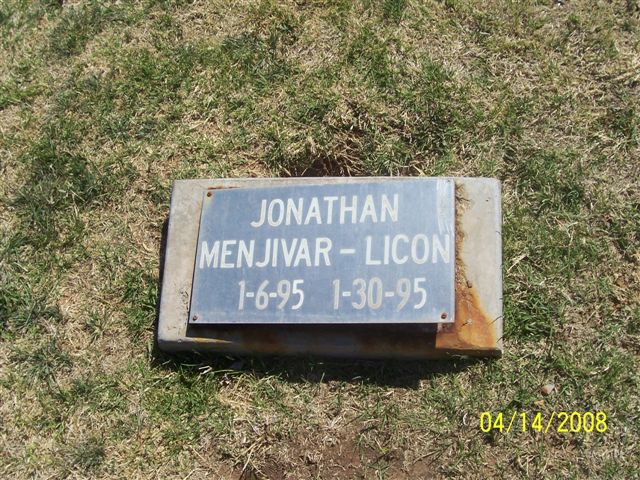 JONATHAN
MENJIVAR - LICON
1-6-95 1-30-95
04/14/2008